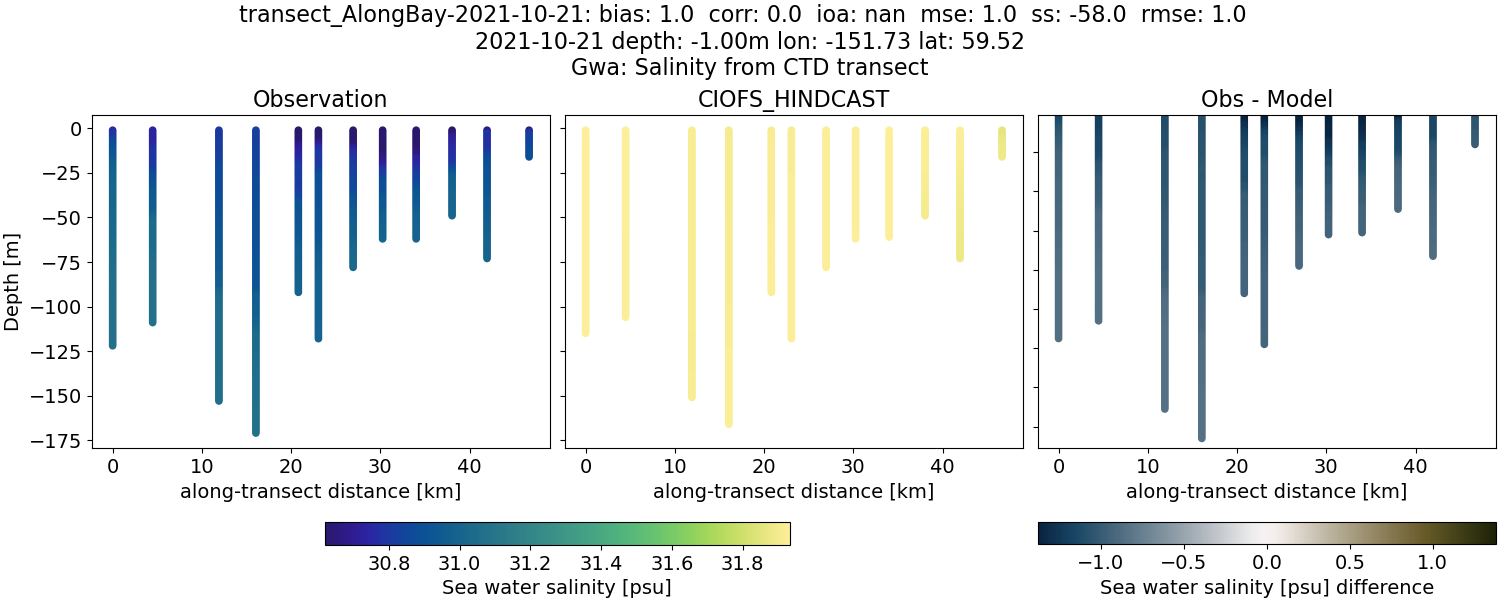 transect_AlongBay-2021-10-21: bias: 1.0  corr: 0.0  ioa: nan  mse: 1.0  ss: -58.0  rmse: 1.0
2021-10-21 depth: -1.00m lon: -151.73 lat: 59.52
Gwa: Salinity from CTD transect
Observation
CIOFS_HINDCAST
Obs - Model
Depth [m]
0
−25
−50
−75
−100
−125
−150
−175
0 10 20 30 40
0 10 20 30 40
0 10 20 30 40
along-transect distance [km]
along-transect distance [km]
along-transect distance [km]
30.8 31.0 31.2 31.4 31.6 31.8
Sea water salinity [psu]
−1.0 −0.5 0.0 0.5 1.0
Sea water salinity [psu] difference